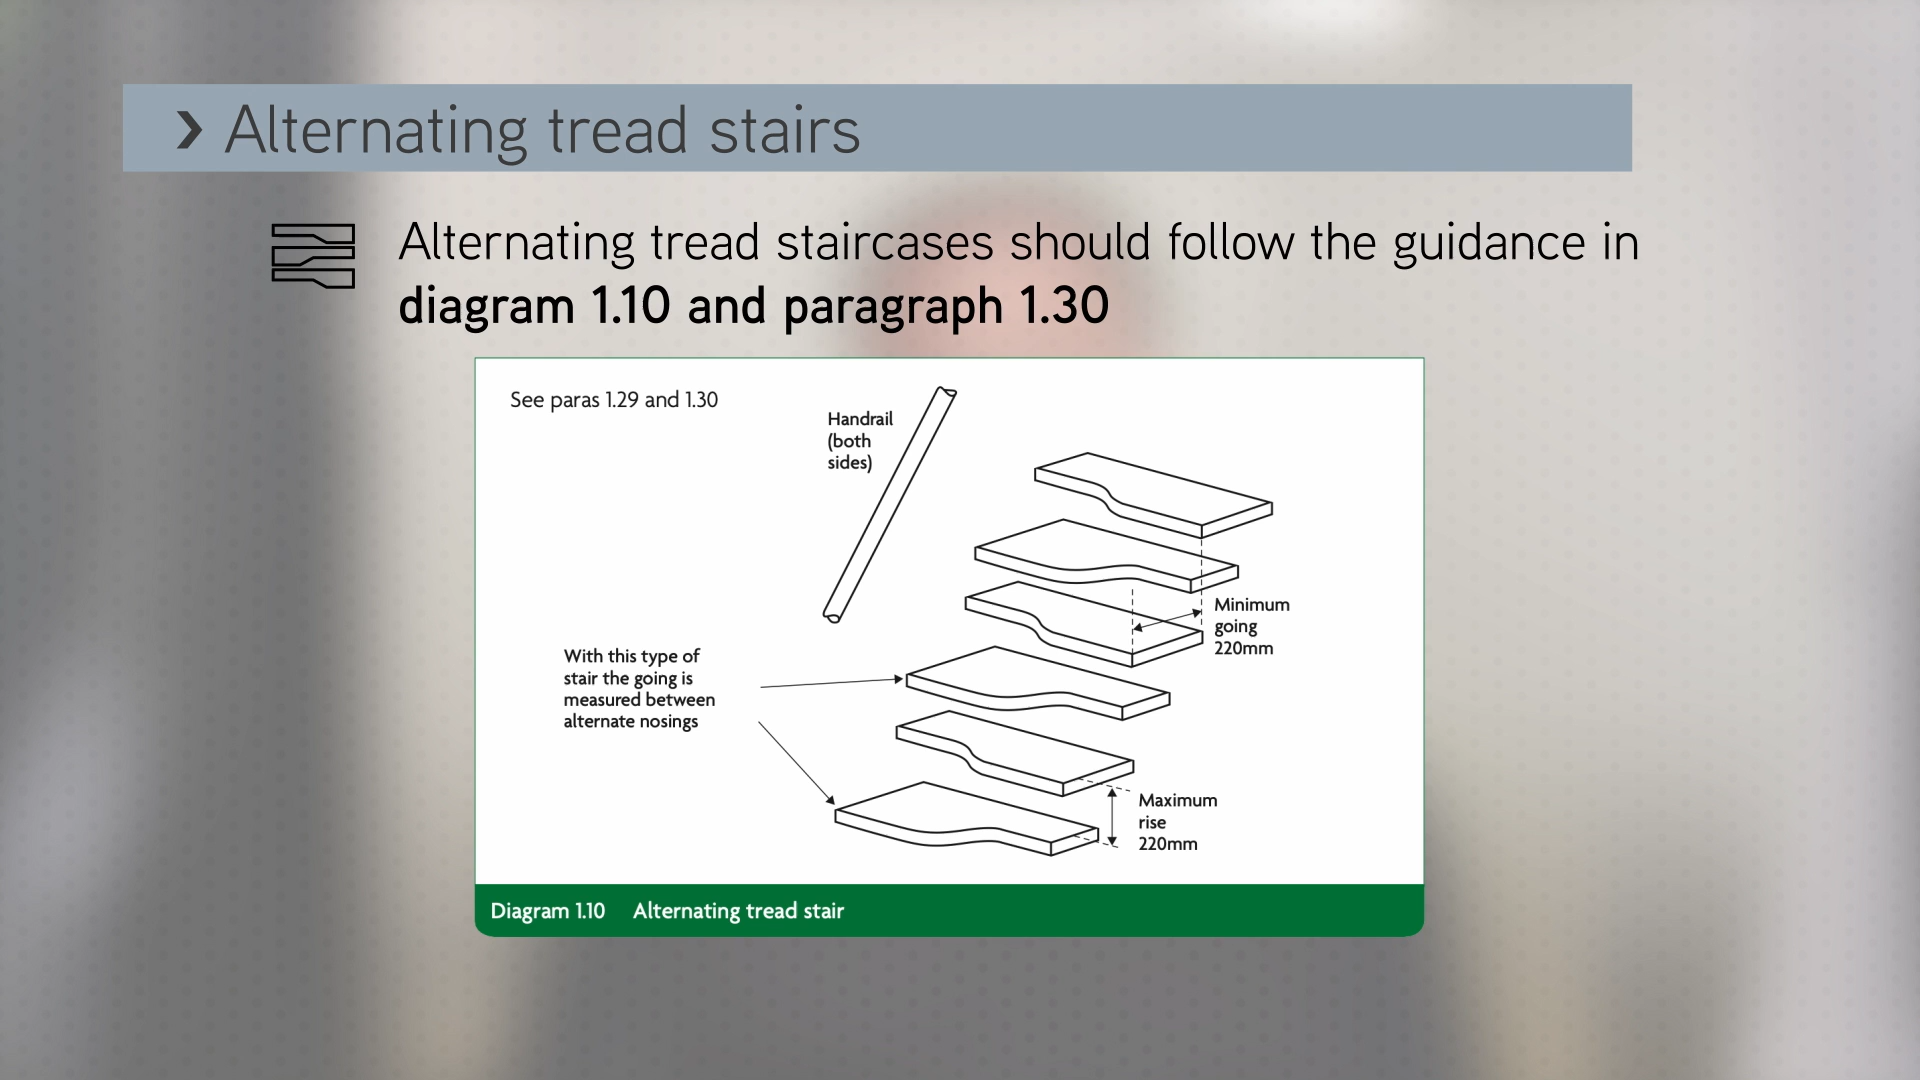 Alternating tread stairs
Alternating tread staircases should follow the guidance in
diagram 1.10 and paragraph 1.30
See paras 1.29 and 1.30
Handrail
(both
sides)
Minimum
going
220mm
With this type of
stair the going is
measured between
alternate nosings
Maximum
rise
220mm
Diagram 1.10 Alternating tread stair